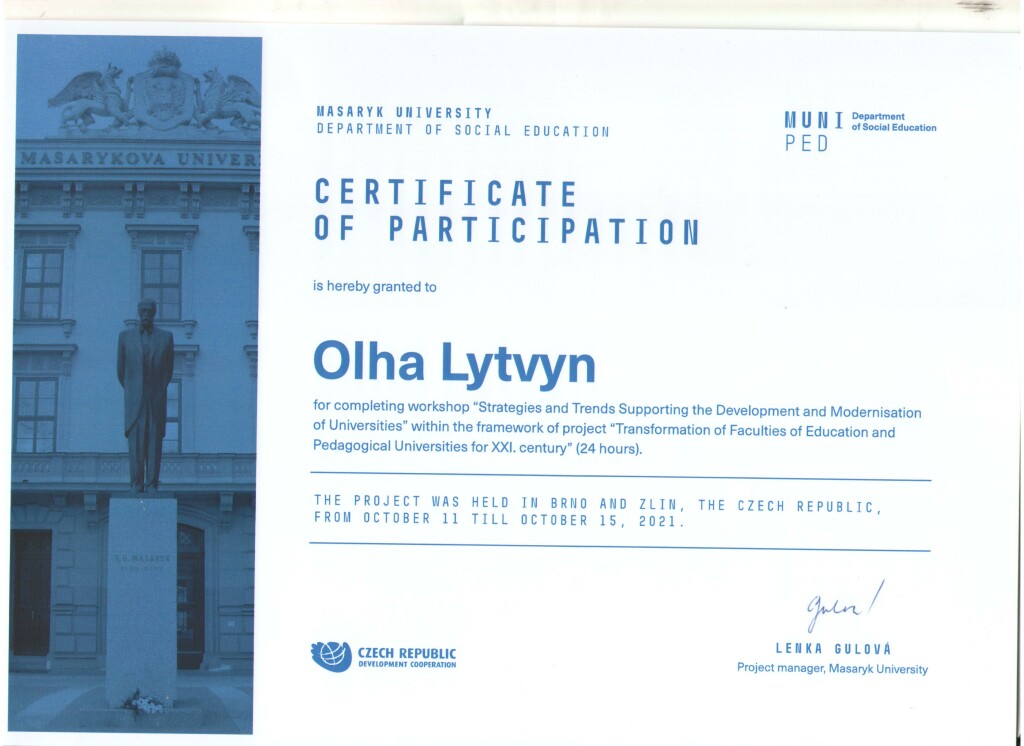 MASARYKOVA UNIVER
T. G. MASARYK
MASARYK UNIVERSITY
DEPARTMENT OF SOCIAL EDUCATION
MUNI
PED
Department
of Social Education
CERTIFICATE
OF PARTICIPATION
is hereby granted to
Olha Lytvyn
for completing workshop “Strategies and Trends Supporting the Development and Modernisation
of Universities” within the framework of project “Transformation of Faculties of Education and
Pedagogical Universities for XXI. century” (24 hours).
THE PROJECT WAS HELD IN BRNO AND ZLIN, THE CZECH REPUBLIC,
FROM OCTOBER 11 TILL OCTOBER 15, 2021.
CZECH REPUBLIC
DEVELOPMENT COOPERATION
LENKA GULOVÁ
Project manager, Masaryk University